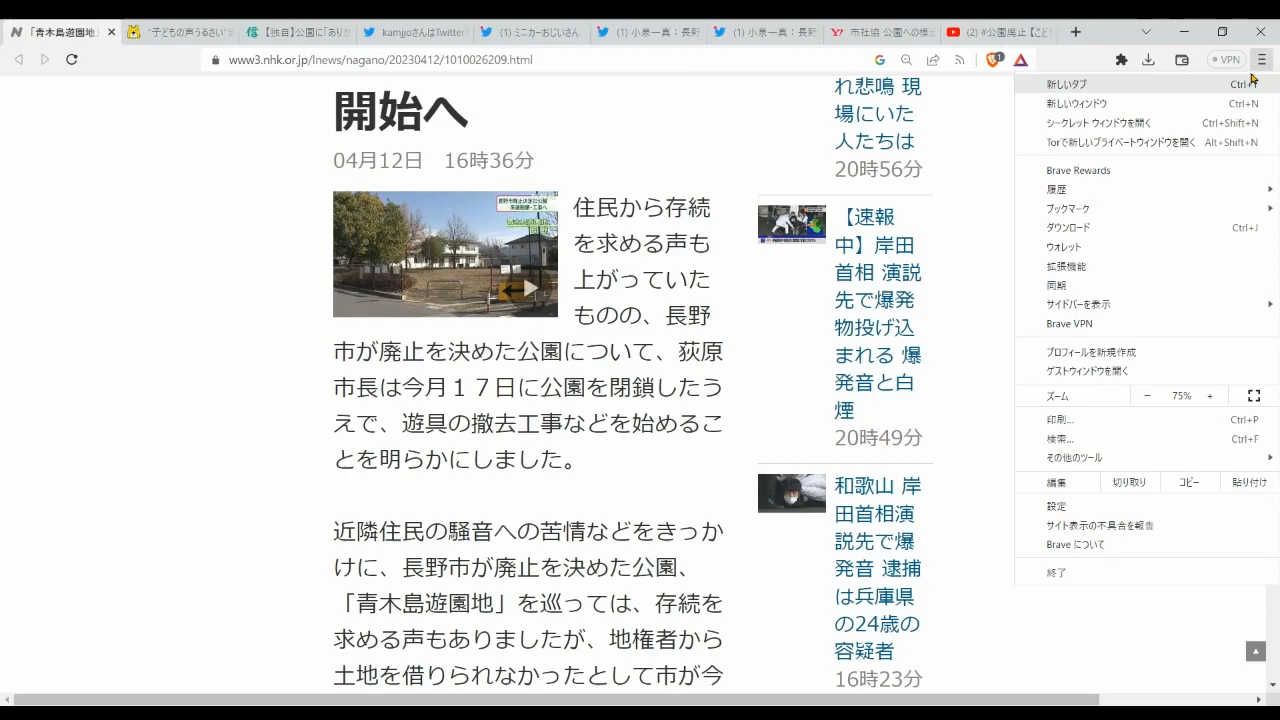 「青木島遊園地」
"子どもの声うるさい"
【独自】公園に「ありが
kamjjoさんはTwitter
(1) ミニカーおじいさん
(1) 小泉一真：長野
(1) 小泉一真：長野
市社協 公園への模
(2) #公園廃止【こど
www3.nhk.or.jp/lnews/nagano/20230412/1010026209.html
VPN
開始へ
04月12日　16時36分
住民から存続
を求める声も
上がっていた
ものの、長野
市が廃止を決めた公園について、荻原
市長は今月１７日に公園を閉鎖したう
えで、遊具の撤去工事などを始めるこ
とを明らかにしました。
近隣住民の騒音への苦情などをきっか
けに、長野市が廃止を決めた公園、
「青木島遊園地」を巡っては、存続を
求める声もありましたが、地権者から
土地を借りられなかったとして市が今
れ悲鳴 現
場にいた
人たちは
20時56分
【速報
中】岸田
首相 演説
先で爆発
物投げ込
まれる 爆
発音と白
煙
20時49分
和歌山 岸
田首相演
説先で爆
発音 逮捕
は兵庫県
の24歳の
容疑者
16時23分
新しいタブ Ctrl+T
新しいウィンドウ Ctrl+N
シークレット ウィンドウを開く Ctrl+Shift+N
Torで新しいプライベートウィンドウを開く Alt+Shift+N
Brave Rewards
履歴
ブックマーク
ダウンロード Ctrl+J
ウォレット
拡張機能
同期
サイドバーを表示
Brave VPN
プロフィールを新規作成
ゲストウィンドウを開く
ズーム － 75% +
印刷... Ctrl+P
検索... Ctrl+F
その他のツール
編集 切り取り コピー 貼り付け
設定
サイト表示の不具合を報告
Brave について
終了